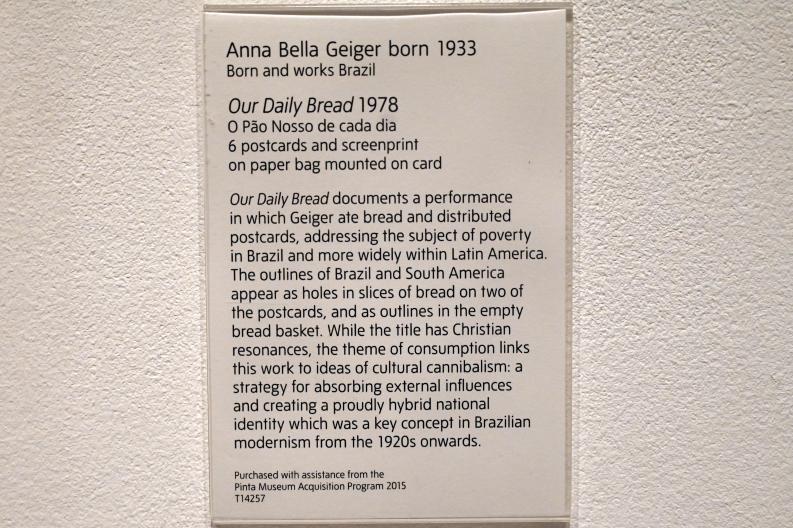 Anna Bella Geiger born 1933
Born and works Brazil
Our Daily Bread 1978
O Pão Nosso de cada dia
6 postcards and screenprint
on paper bag mounted on card
Our Daily Bread documents a performance
in which Geiger ate bread and distributed
postcards, addressing the subject of poverty
in Brazil and more widely within Latin America.
The outlines of Brazil and South America
appear as holes in slices of bread on two of
the postcards, and as outlines in the empty
bread basket. While the title has Christian
resonances, the theme of consumption links
this work to ideas of cultural cannibalism: a
strategy for absorbing external influences
and creating a proudly hybrid national
identity which was a key concept in Brazilian
modernism from the 1920s onwards.
Purchased with assistance from the
Pinta Museum Acquisition Program 2015
T14257